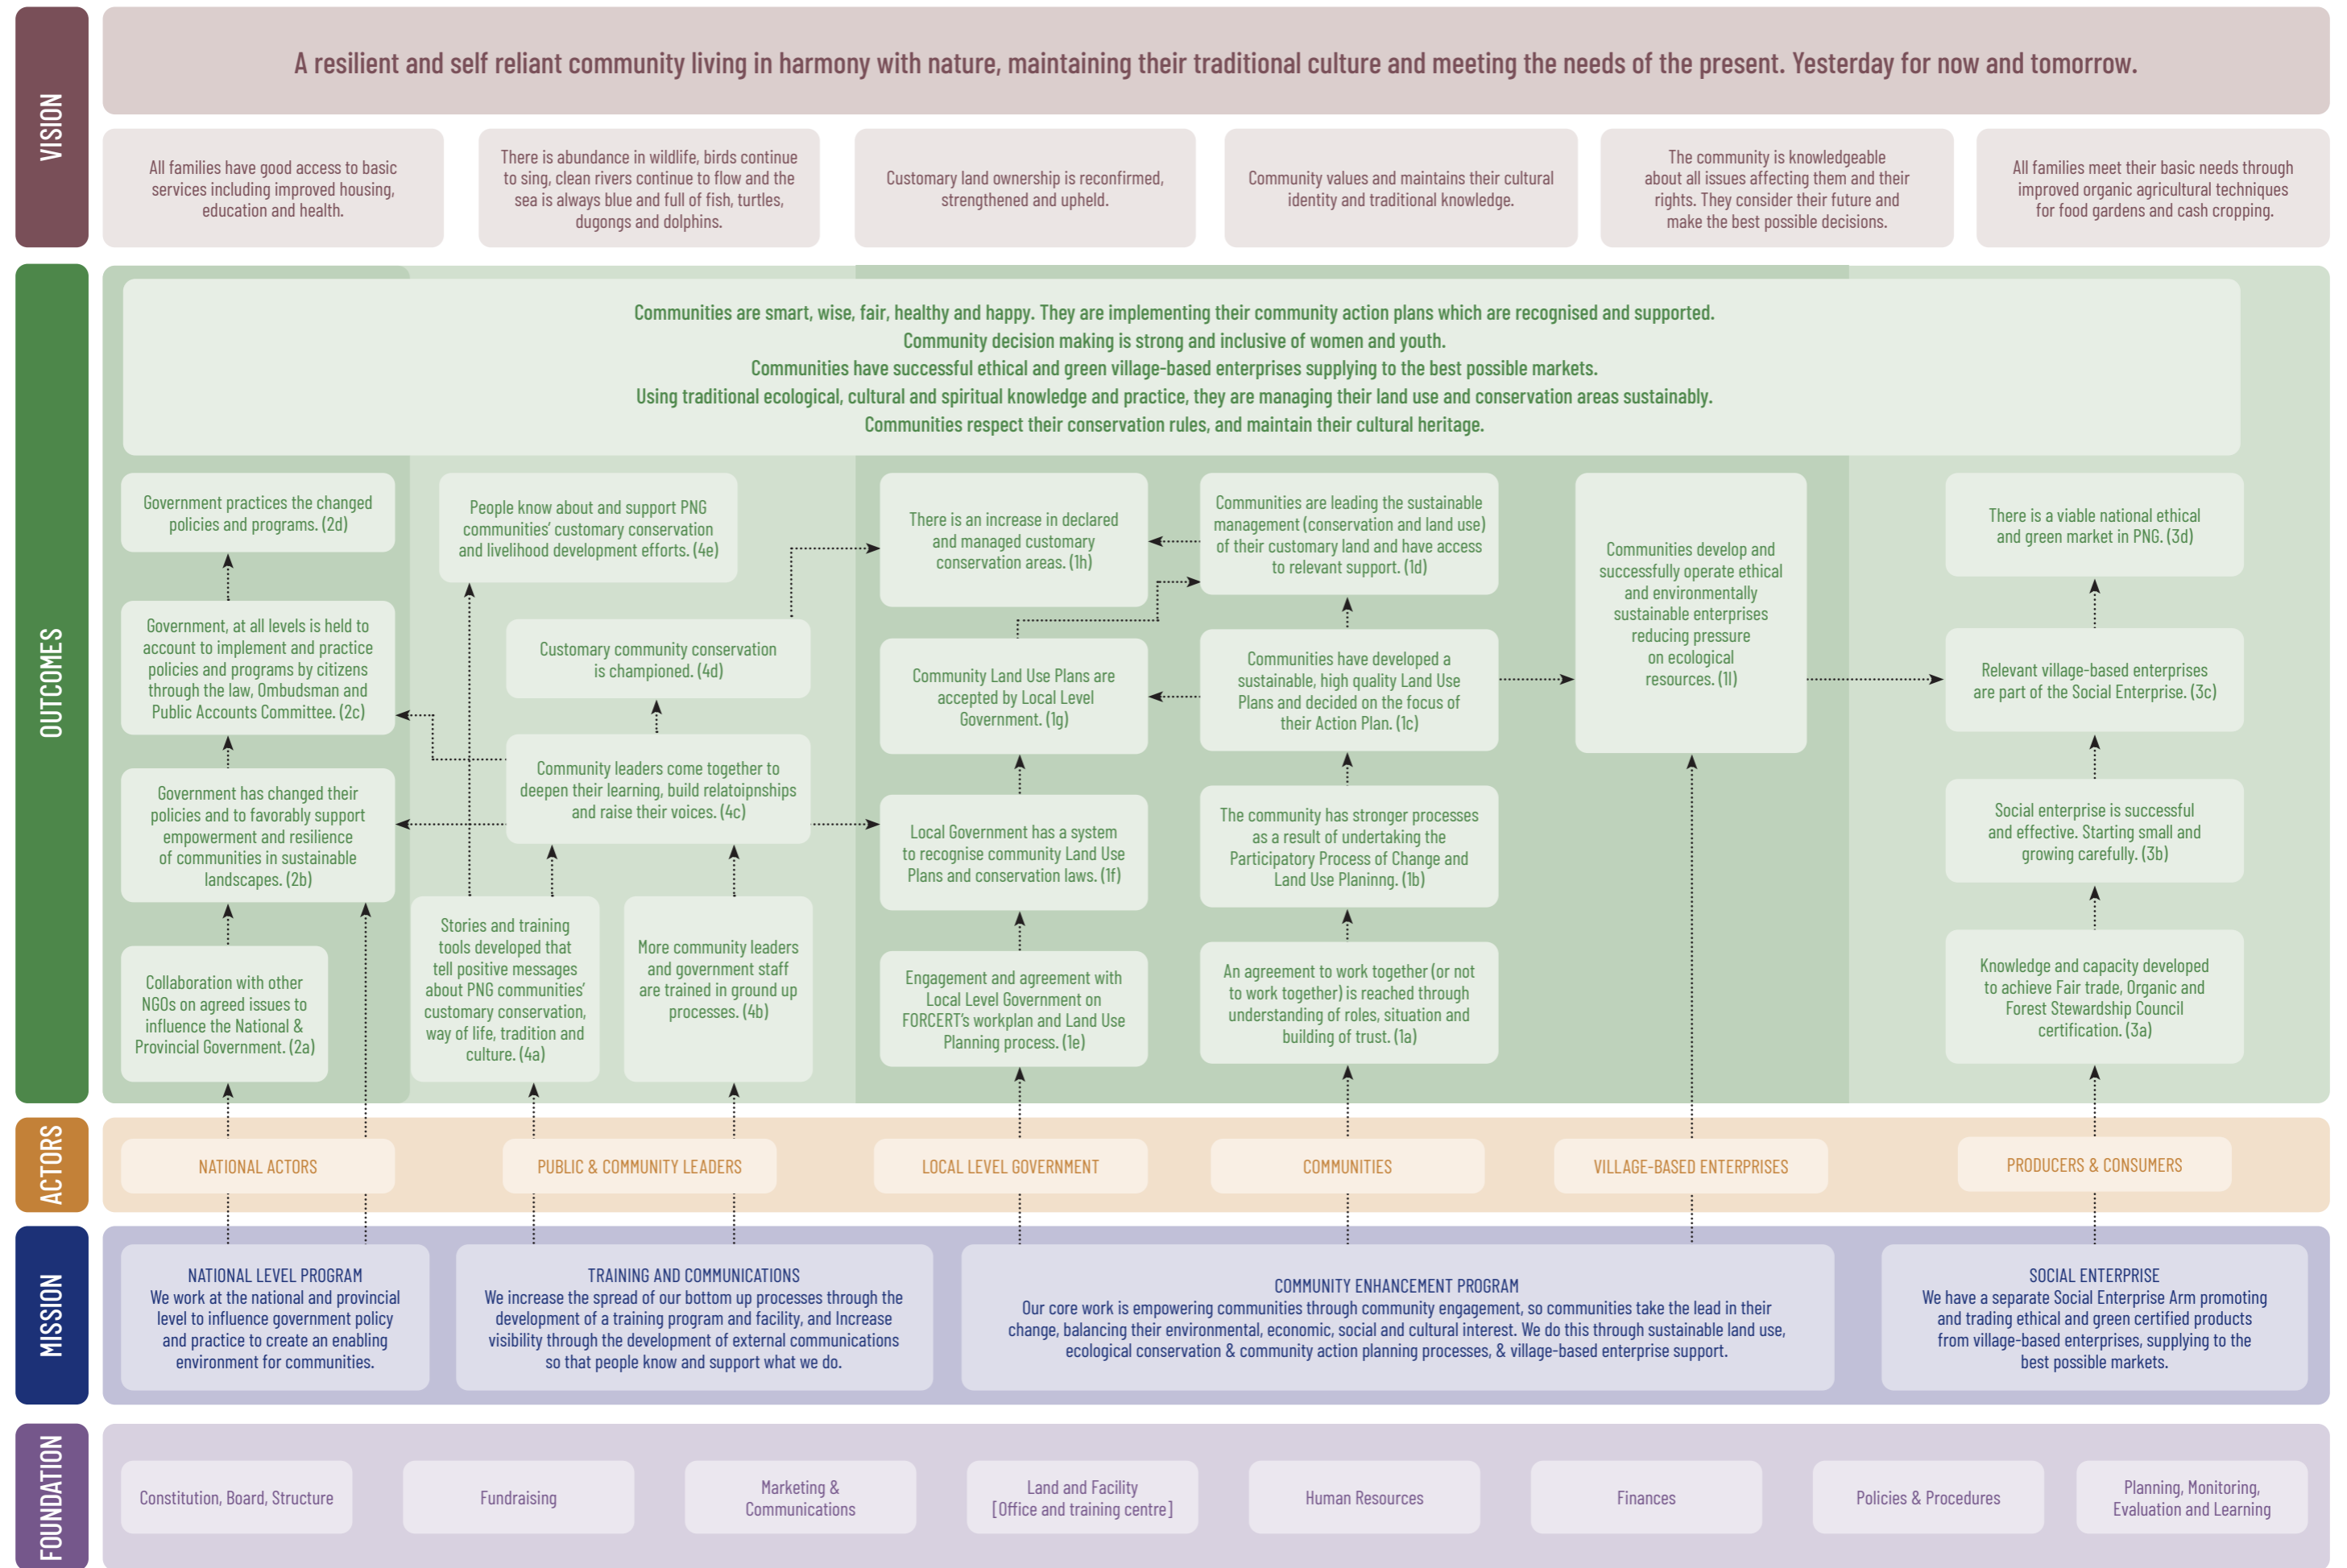 VISION
A resilient and self reliant community living in harmony with nature, maintaining their traditional culture and meeting the needs of the present. Yesterday for now and tomorrow.
All families have good access to basic
services including improved housing,
education and health.
There is abundance in wildlife, birds continue
to sing, clean rivers continue to flow and the
sea is always blue and full of fish, turtles,
dugongs and dolphins.
Customary land ownership is reconfirmed,
strengthened and upheld.
Community values and maintains their cultural
identity and traditional knowledge.
The community is knowledgeable
about all issues affecting them and their
rights. They consider their future and
make the best possible decisions.
All families meet their basic needs through
improved organic agricultural techniques
for food gardens and cash cropping.
OUTCOMES
Communities are smart, wise, fair, healthy and happy. They are implementing their community action plans which are recognised and supported.
Community decision making is strong and inclusive of women and youth.
Communities have successful ethical and green village-based enterprises supplying to the best possible markets.
Using traditional ecological, cultural and spiritual knowledge and practice, they are managing their land use and conservation areas sustainably.
Communities respect their conservation rules, and maintain their cultural heritage.
Government practices the changed
policies and programs. (2d)
Government, at all levels is held to
account to implement and practice
policies and programs by citizens
through the law, Ombudsman and
Public Accounts Committee. (2c)
Government has changed their
policies and to favorably support
empowerment and resilience
of communities in sustainable
landscapes. (2b)
Collaboration with other
NGOs on agreed issues to
influence the National &
Provincial Government. (2a)
People know about and support PNG
communities' customary conservation
and livelihood development efforts. (4e)
Customary community conservation
is championed. (4d)
Community leaders come together to
deepen their learning, build relatoipnships
and raise their voices. (4c)
Stories and training
tools developed that
tell positive messages
about PNG communities'
customary conservation,
way of life, tradition and
culture. (4a)
More community leaders
and government staff
are trained in ground up
processes. (4b)
There is an increase in declared
and managed customary
conservation areas. (1h)
Community Land Use Plans are
accepted by Local Level
Government. (1g)
Local Government has a system
to recognise community Land Use
Plans and conservation laws. (1f)
Engagement and agreement with
Local Level Government on
FORCERT's workplan and Land Use
Planning process. (1e)
Communities are leading the sustainable
management (conservation and land use)
of their customary land and have access
to relevant support. (1d)
Communities have developed a
sustainable, high quality Land Use
Plans and decided on the focus of
their Action Plan. (1c)
The community has stronger processes
as a result of undertaking the
Participatory Process of Change and
Land Use Planinng. (1b)
An agreement to work together (or not
to work together) is reached through
understanding of roles, situation and
building of trust. (1a)
Communities develop and
successfully operate ethical
and environmentally
sustainable enterprises
reducing pressure
on ecological
resources. (1I)
There is a viable national ethical
and green market in PNG. (3d)
Relevant village-based enterprises
are part of the Social Enterprise. (3c)
Social enterprise is successful
and effective. Starting small and
growing carefully. (3b)
Knowledge and capacity developed
to achieve Fair trade, Organic and
Forest Stewardship Council
certification. (3a)
ACTORS
NATIONAL ACTORS
PUBLIC & COMMUNITY LEADERS
LOCAL LEVEL GOVERNMENT
COMMUNITIES
VILLAGE-BASED ENTERPRISES
PRODUCERS & CONSUMERS
MISSION
NATIONAL LEVEL PROGRAM
We work at the national and provincial
level to influence government policy
and practice to create an enabling
environment for communities.
TRAINING AND COMMUNICATIONS
We increase the spread of our bottom up processes through the
development of a training program and facility, and Increase
visibility through the development of external communications
so that people know and support what we do.
COMMUNITY ENHANCEMENT PROGRAM
Our core work is empowering communities through community engagement, so communities take the lead in their
change, balancing their environmental, economic, social and cultural interest. We do this through sustainable land use,
ecological conservation & community action planning processes, & village-based enterprise support.
SOCIAL ENTERPRISE
We have a separate Social Enterprise Arm promoting
and trading ethical and green certified products
from village-based enterprises, supplying to the
best possible markets.
FOUNDATION
Constitution, Board, Structure
Fundraising
Marketing &
Communications
Land and Facility
[Office and training centre]
Human Resources
Finances
Policies & Procedures
Planning, Monitoring,
Evaluation and Learning